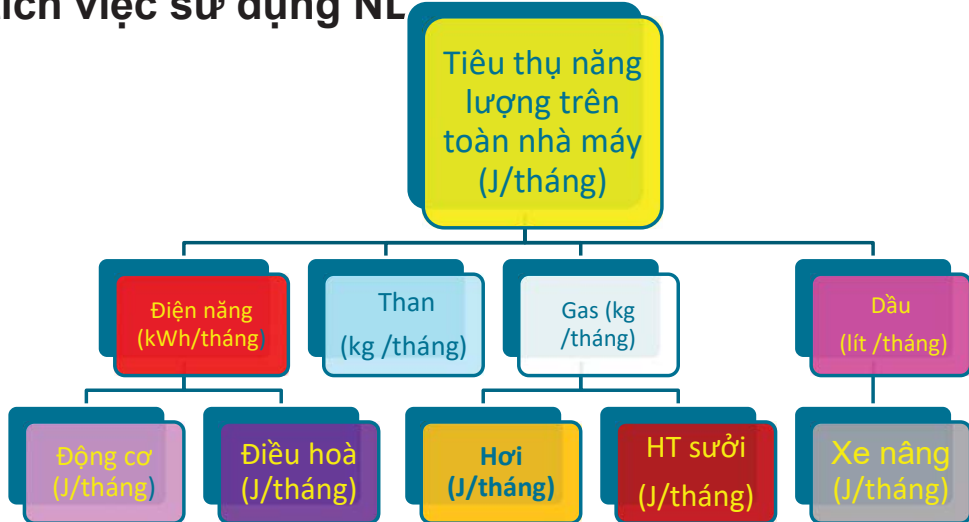 tích việc sử dụng NL
Tiêu thụ năng
lượng trên
toàn nhà máy
(J/tháng)
Điện năng
(kWh/tháng)
Than
(kg /tháng)
Gas (kg
/tháng)
Dầu
(lít /tháng)
Động cơ
(J/tháng)
Điều hoà
(J/tháng)
Hơi
(J/tháng)
HT sưởi
(J/tháng)
Xe nâng
(J/tháng)